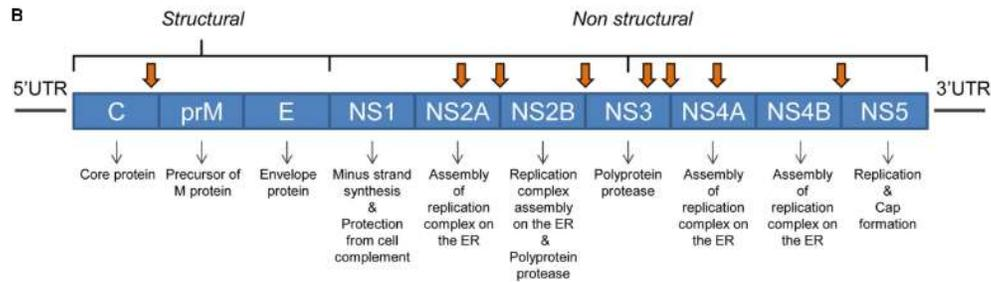 B
Structural
Non structural
5'UTR
3'UTR
C
prM
E
NS1
NS2A
NS2B
NS3
NS4A
NS4B
NS5
Core protein
Precursor of
M protein
Envelope
protein
Minus strand
synthesis
&
Protection
from cell
complement
Assembly
of
replication
complex on
the ER
Replication
complex
assembly
on the ER
&
Polyprotein
protease
Polyprotein
protease
Assembly
of
replication
complex on
the ER
Assembly
of
replication
complex on
the ER
Replication
&
Cap
formation